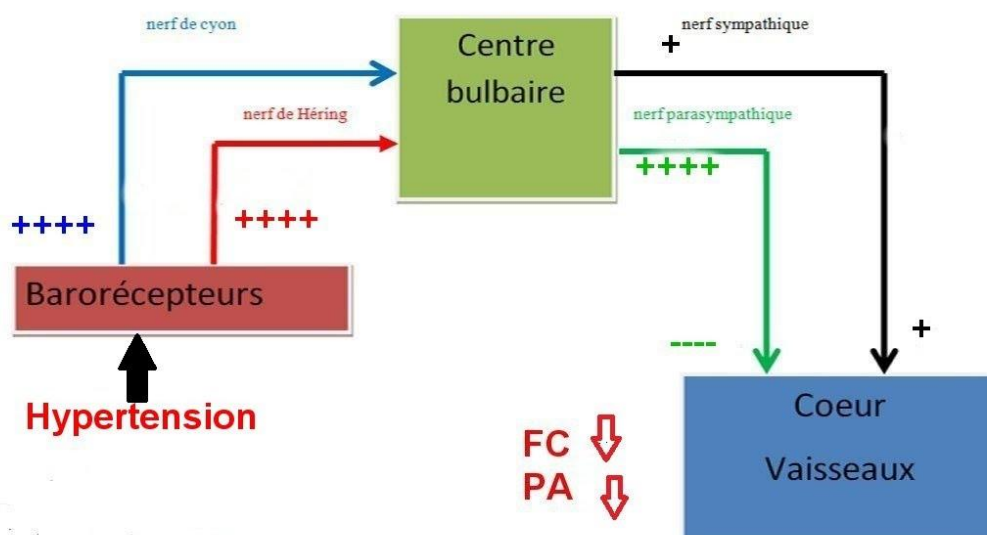 nerf de cyon
Centre
bulbaire
+
nerf sympathique
nerf de Héring
nerf parasympathique
++++
++++
++++
Barorécepteurs
Hypertension
----
+
FC
PA
Coeur
Vaisseaux